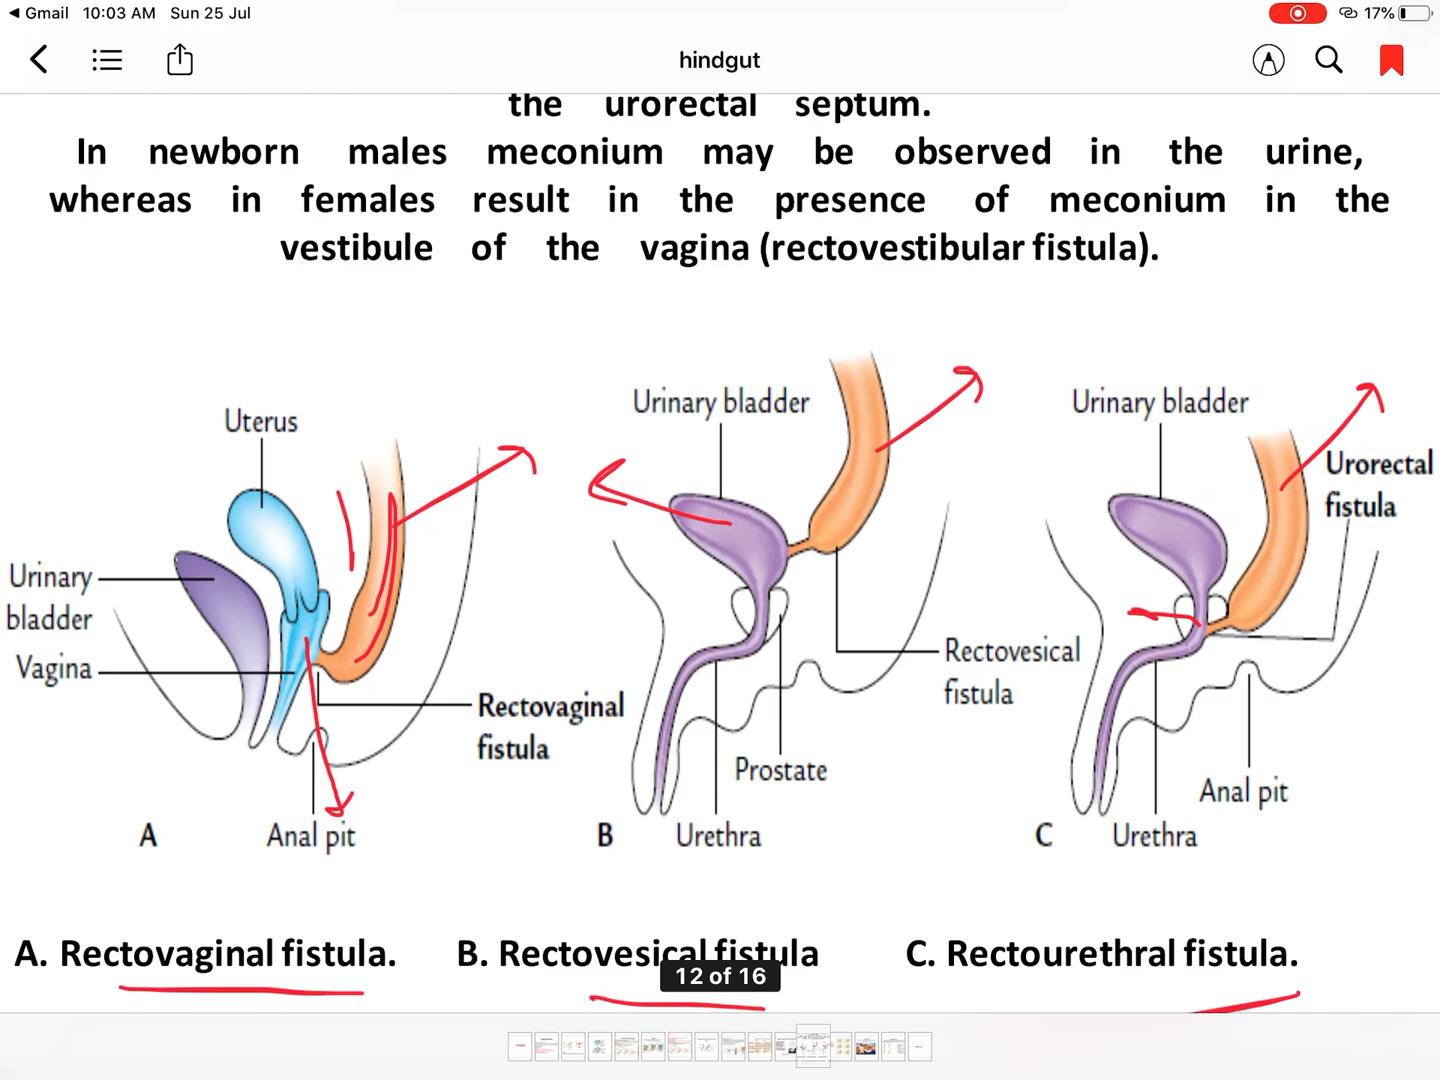 Gmail 10:03 AM Sun 25 Jul 17%
hindgut
the urorectal septum.
In newborn males meconium may be observed in the urine,
whereas in females result in the presence of meconium in the
vestibule of the vagina (rectovestibular fistula).
Uterus
Urinary
bladder
Vagina
Rectovaginal
fistula
Anal pit
A
Urinary bladder
Rectovesical
fistula
Prostate
Urethra
B
Urinary bladder
Urorectal
fistula
Anal pit
Urethra
C
A. Rectovaginal fistula. B. Rectovesical fistula C. Rectourethral fistula.
12 of 16